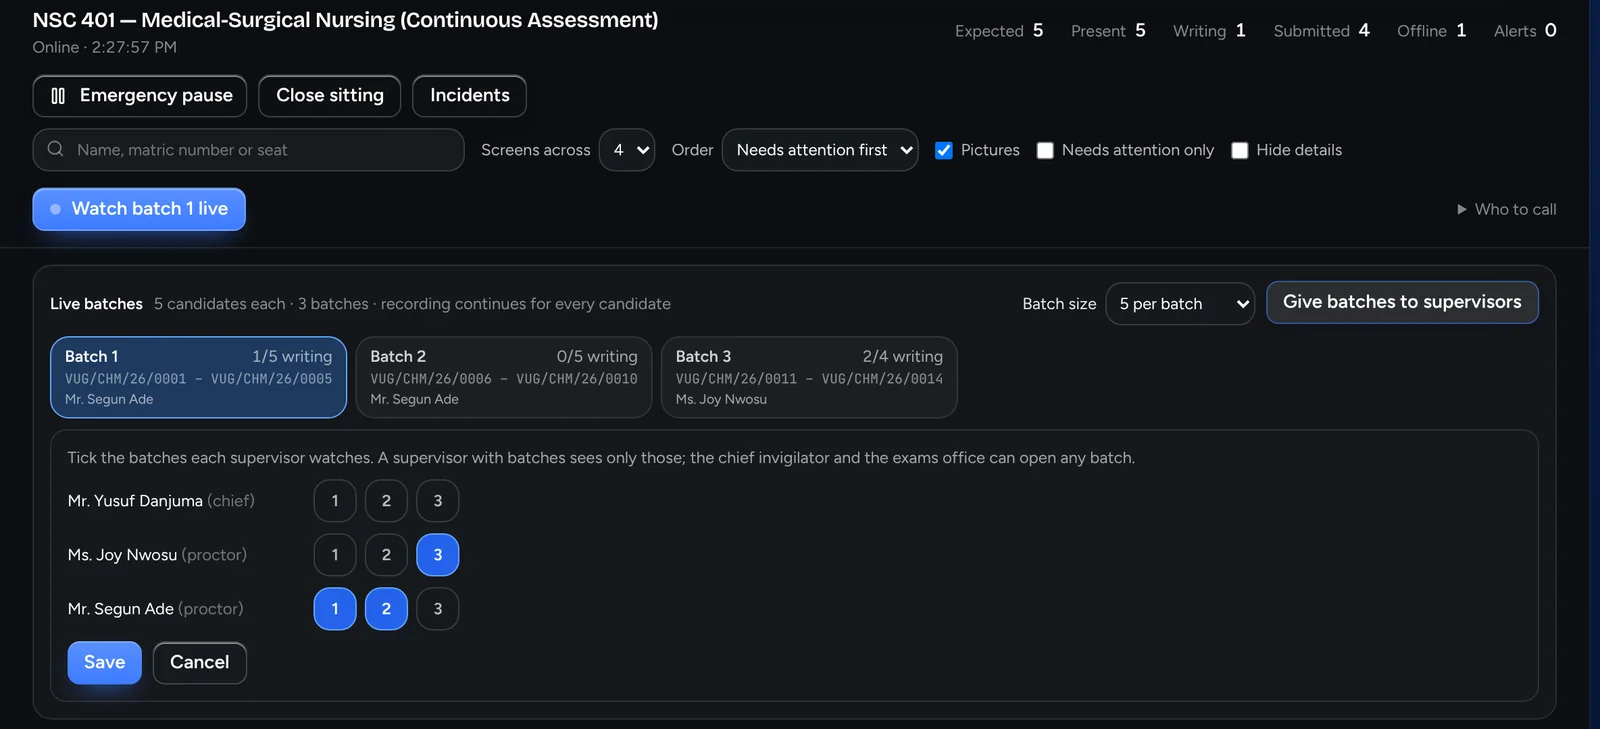 NSC 401 — Medical-Surgical Nursing (Continuous Assessment)
Online · 2:27:57 PM
Expected 5 Present 5 Writing 1 Submitted 4 Offline 1 Alerts 0
Emergency pause Close sitting Incidents
Name, matric number or seat Screens across 4 Order Needs attention first Pictures Needs attention only Hide details
Watch batch 1 live Who to call
Live batches 5 candidates each · 3 batches · recording continues for every candidate Batch size 5 per batch Give batches to supervisors
Batch 1 1/5 writing
VUG/CHM/26/0001 – VUG/CHM/26/0005
Mr. Segun Ade
Batch 2 0/5 writing
VUG/CHM/26/0006 – VUG/CHM/26/0010
Mr. Segun Ade
Batch 3 2/4 writing
VUG/CHM/26/0011 – VUG/CHM/26/0014
Ms. Joy Nwosu
Tick the batches each supervisor watches. A supervisor with batches sees only those; the chief invigilator and the exams office can open any batch.
Mr. Yusuf Danjuma (chief) 1 2 3
Ms. Joy Nwosu (proctor) 1 2 3
Mr. Segun Ade (proctor) 1 2 3
Save Cancel